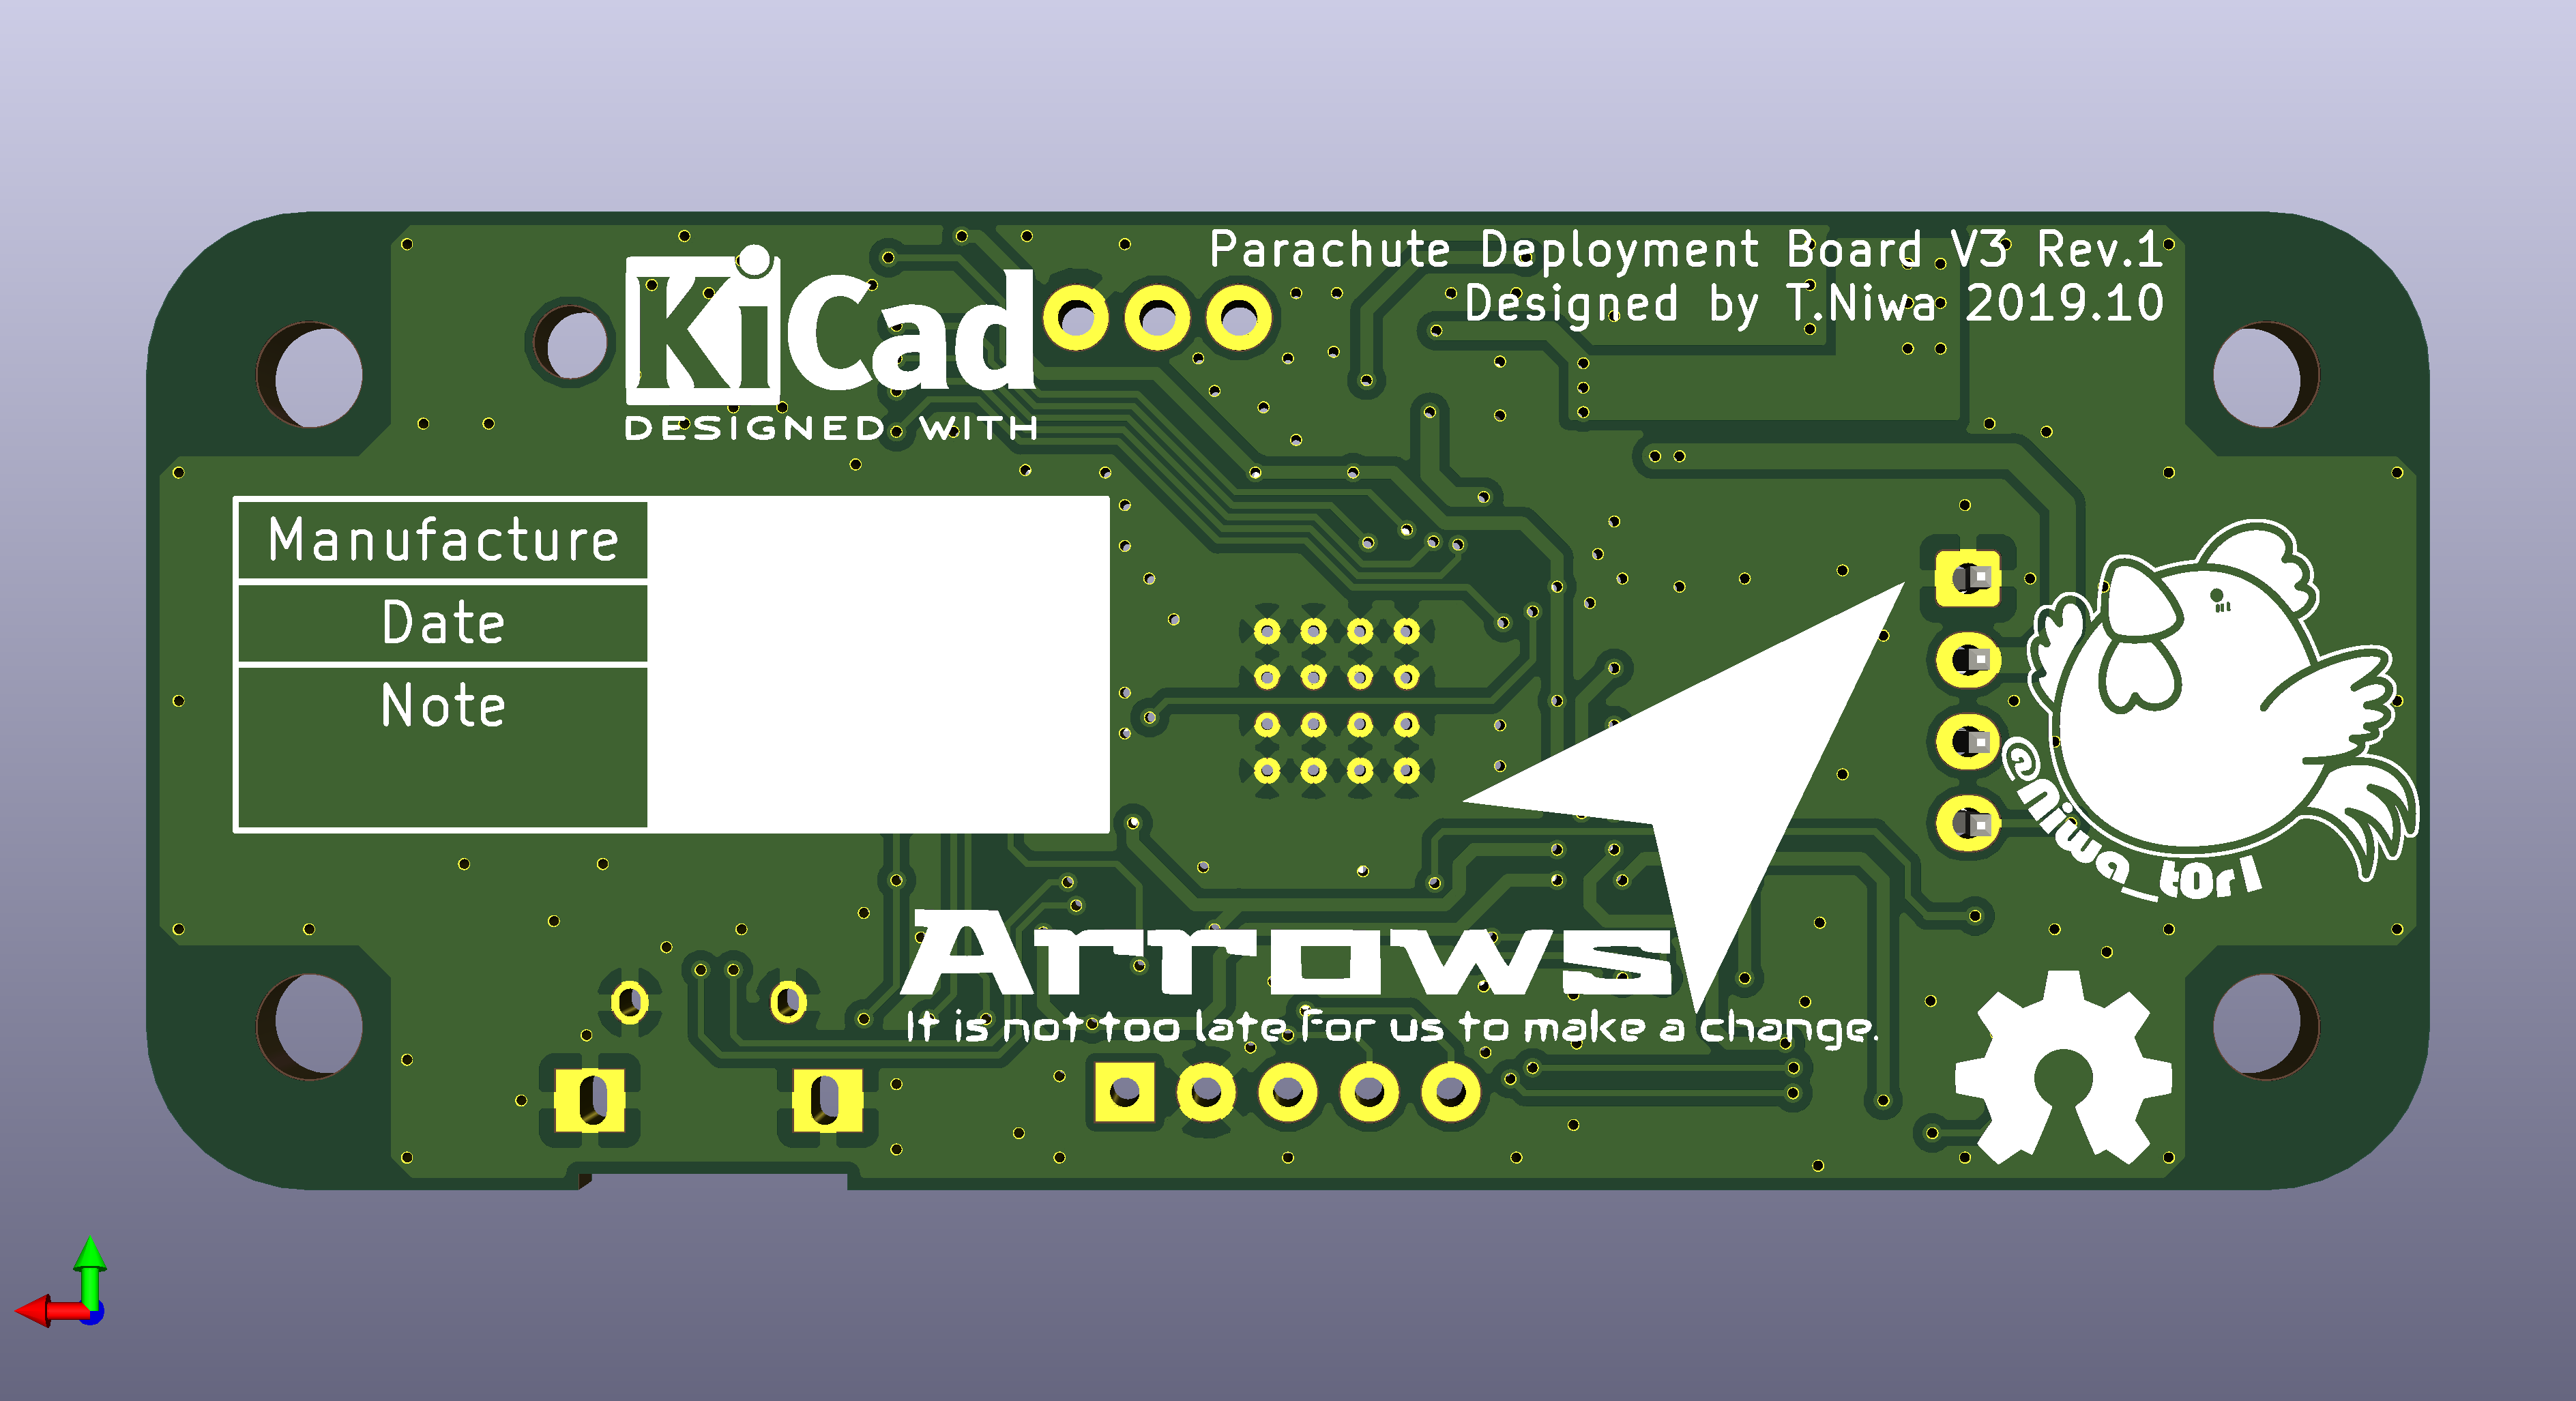 Parachute Deployment Board V3 Rev.1
Designed by T.Niwa 2019.10
KiCad
DESIGNED WITH
Manufacture
Date
Note
@Niwa_t0r1
Arrows
It is not too late for us to make a change.